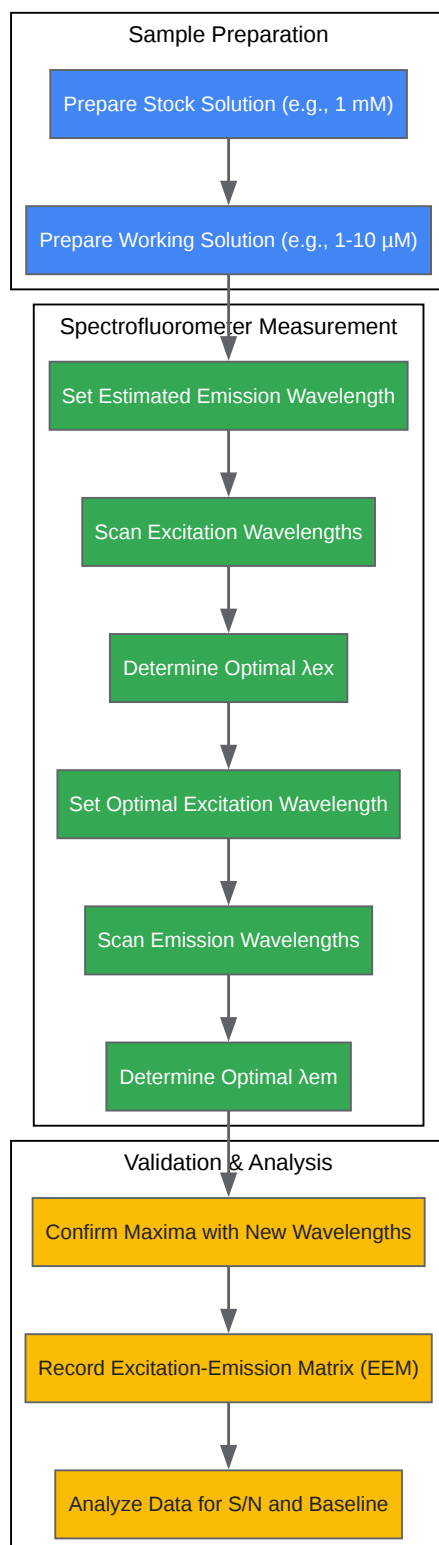 Sample Preparation
Prepare Stock Solution (e.g., 1 mM)
Prepare Working Solution (e.g., 1-10 µM)
Spectrofluorometer Measurement
Set Estimated Emission Wavelength
Scan Excitation Wavelengths
Determine Optimal λex
Set Optimal Excitation Wavelength
Scan Emission Wavelengths
Determine Optimal λem
Validation & Analysis
Confirm Maxima with New Wavelengths
Record Excitation-Emission Matrix (EEM)
Analyze Data for S/N and Baseline